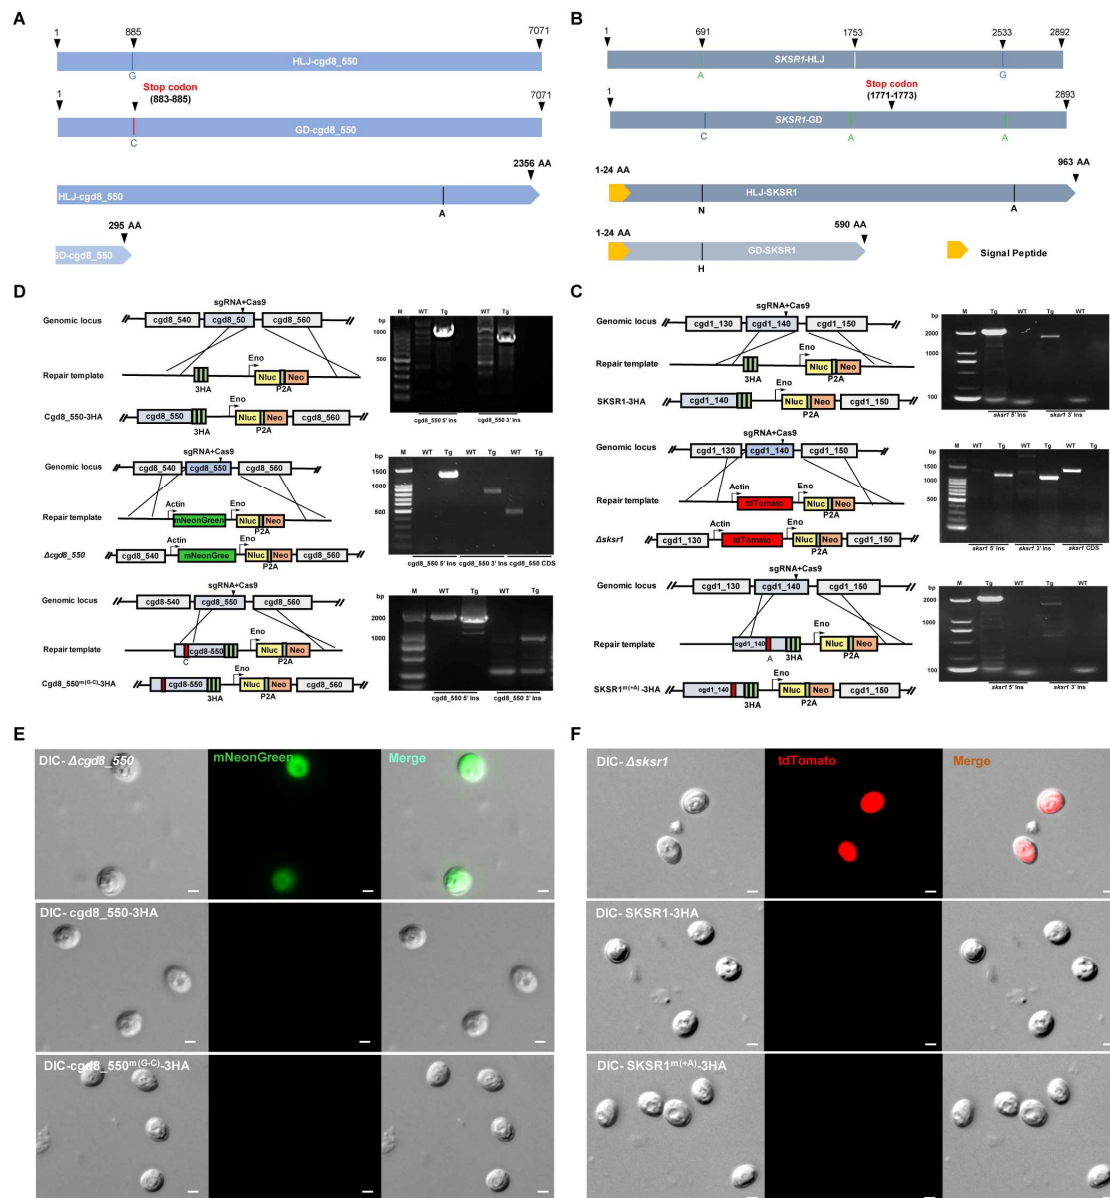 A
1 885 7071
HLJ-cgd8_550
G
Stop codon
(883-885)
1 7071
GD-cgd8_550
C
2356 AA
HLJ-cgd8_550
A
295 AA
GD-cgd8_550
B
1 691 1753 2533 2892
SKSR1-HLJ
A G
Stop codon
(1771-1773)
1 2893
SKSR1-GD
C A A
1-24 AA 963 AA
HLJ-SKSR1
N A
1-24 AA 590 AA
GD-SKSR1
H
Signal Peptide
D
sgRNA+Cas9
Genomic locus cgd8_540 cgd8_50 cgd8_560
Eno
Repair template Nluc Neo
3HA P2A
Eno
Cgd8_550-3HA cgd8_550 Nluc Neo cgd8_560
3HA P2A
bp M WT Tg WT Tg
1000
500
cgd8_550 5' Ins cgd8_550 3' Ins
sgRNA+Cas9
Genomic locus cgd8_540 cgd8_550 cgd8_560
Actin Eno
Repair template mNeonGreen Nluc Neo
P2A
Actin Eno
Δcgd8_550 cgd8_540 mNeonGree Nluc Neo cgd8_560
P2A
bp M WT Tg WT Tg WT Tg
1500
1000
500
cgd8_550 5' Ins cgd8_550 3' Ins cgd8_550 CDS
sgRNA+Cas9
Genomic locus cgd8-540 cgd8_550 cgd8_560
Eno
Repair template cgd8-550 Nluc Neo
C 3HA P2A
Eno
Cgd8_550m(G-C)-3HA cgd8-550 Nluc Neo cgd8_560
3HA P2A
bp M WT Tg WT Tg
2000
1000
100
cgd8_550 5' Ins cgd8_550 3' Ins
C
sgRNA+Cas9
Genomic locus cgd1_130 cgd1_140 cgd1_150
Eno
Repair template Nluc Neo
3HA P2A
Eno
SKSR1-3HA cgd1_140 Nluc Neo cgd1_150
3HA P2A
bp M Tg WT Tg WT
2000
1000
100
sksr1 5' Ins sksr1 3' Ins
sgRNA+Cas9
Genomic locus cgd1_130 cgd1_140 cgd1_150
Actin Eno
Repair template tdTomato Nluc Neo
P2A
Actin Eno
Δsksr1 cgd1_130 tdTomato Nluc Neo cgd1_150
P2A
bp M WT Tg WT Tg WT Tg
1500
1000
500
sksr1 5' Ins sksr1 3' Ins sksr1 CDS
sgRNA+Cas9
Genomic locus cgd1_130 cgd1_140 cgd1_150
Eno
Repair template cgd1_140 Nluc Neo
A 3HA P2A
Eno
SKSR1m(+A)-3HA cgd1_140 Nluc Neo cgd1_150
3HA P2A
bp M Tg WT Tg WT
2000
1000
100
sksr1 5' Ins sksr1 3' Ins
E
DIC- Δcgd8_550 mNeonGreen Merge
DIC- cgd8_550-3HA
DIC-cgd8_550m(G-C)-3HA
F
DIC- Δsksr1 tdTomato Merge
DIC- SKSR1-3HA
DIC- SKSR1m(+A)-3HA